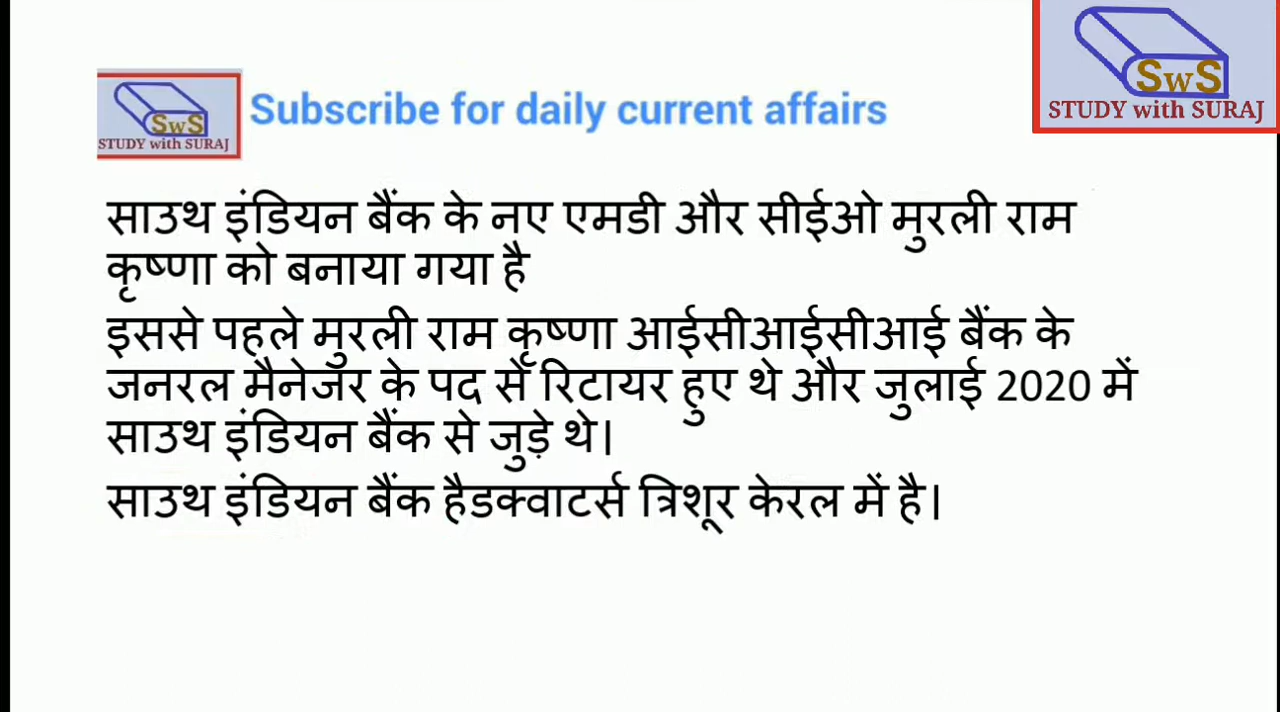 SwS
STUDY with SURAJ
SwS
STUDY with SURAJ
Subscribe for daily current affairs
साउथ इंडियन बैंक के नए एमडी और सीईओ मुरली राम
कृष्णा को बनाया गया है
इससे पहले मुरली राम कृष्णा आईसीआईसीआई बैंक के
जनरल मैनेजर के पद से रिटायर हुए थे और जुलाई 2020 में
साउथ इंडियन बैंक से जुड़े थे।
साउथ इंडियन बैंक हैडक्वाटर्स त्रिशूर केरल में है।